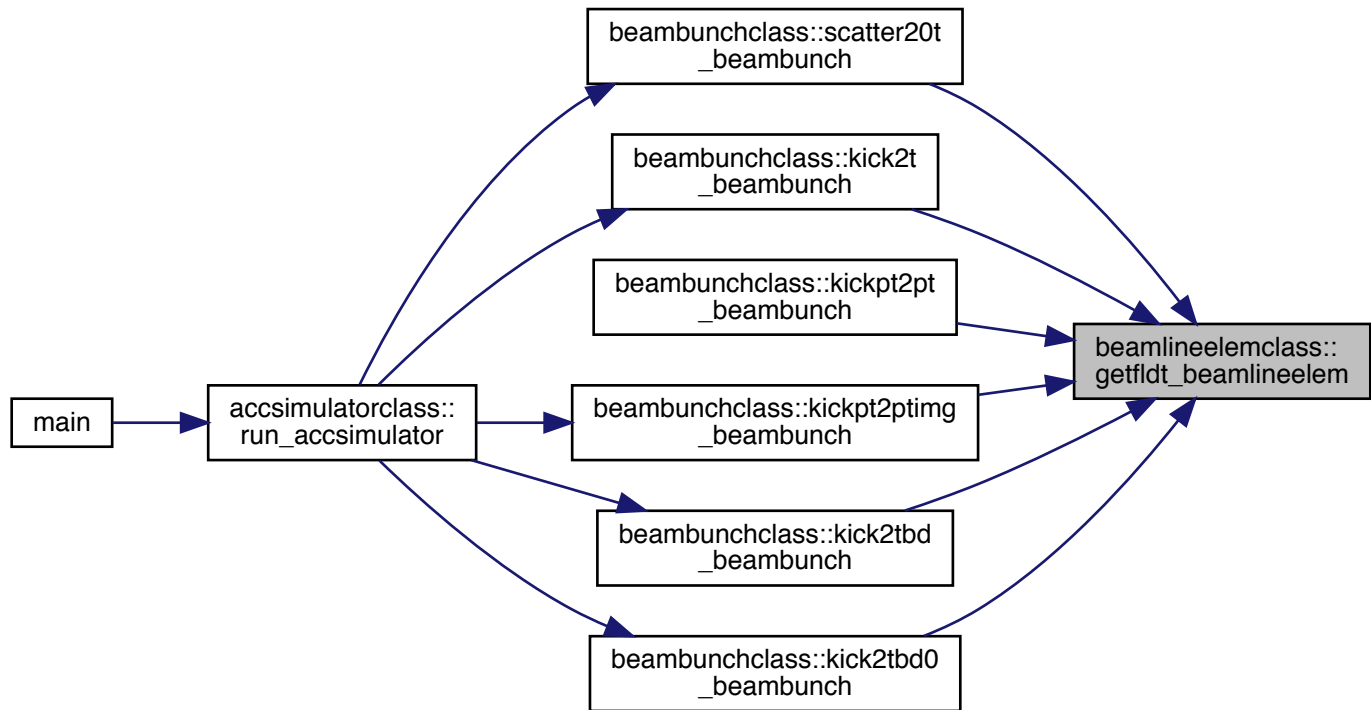 beambunchclass::scatter20t
_beambunch
beambunchclass::kick2t
_beambunch
beambunchclass::kickpt2pt
_beambunch
beamlineelemclass::
getfldt_beamlineelem
main
accsimulatorclass::
run_accsimulator
beambunchclass::kickpt2ptimg
_beambunch
beambunchclass::kick2tbd
_beambunch
beambunchclass::kick2tbd0
_beambunch